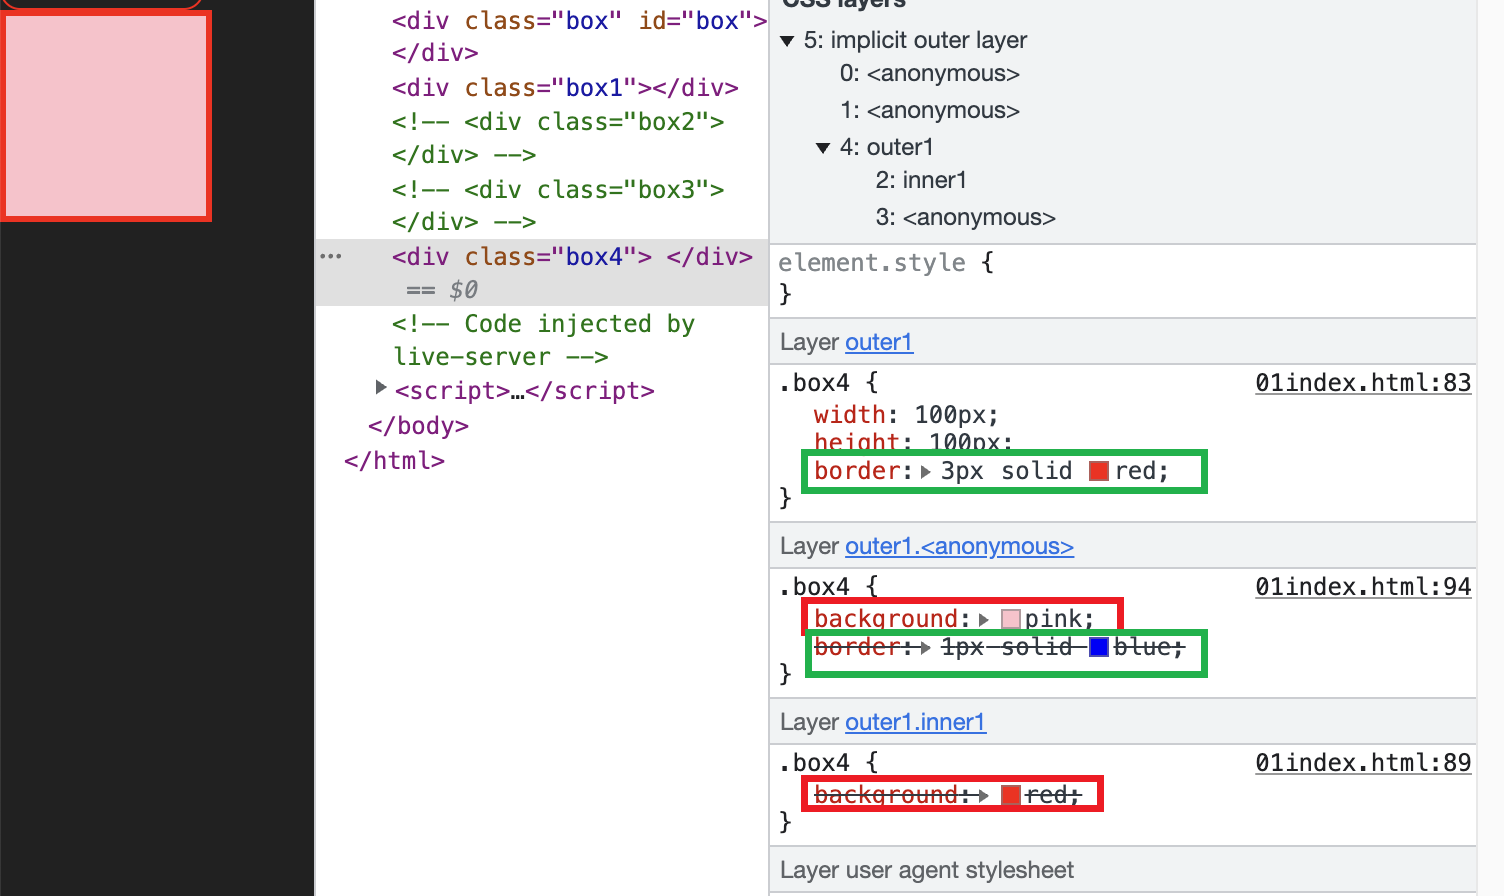 <div class="box" id="box">
</div>
<div class="box1"></div>
<!-- <div class="box2">
</div> -->
<!-- <div class="box3">
</div> -->
<div class="box4"> </div>
== $0
<!-- Code injected by
live-server -->
<script>…</script>
</body>
</html>
CSS layers
5: implicit outer layer
0: <anonymous>
1: <anonymous>
4: outer1
2: inner1
3: <anonymous>
element.style {
}
Layer outer1
.box4 { 01index.html:83
width: 100px;
height: 100px;
border: 3px solid red;
}
Layer outer1.<anonymous>
.box4 { 01index.html:94
background: pink;
border: 1px solid blue;
}
Layer outer1.inner1
.box4 { 01index.html:89
background: red;
}
Layer user agent stylesheet